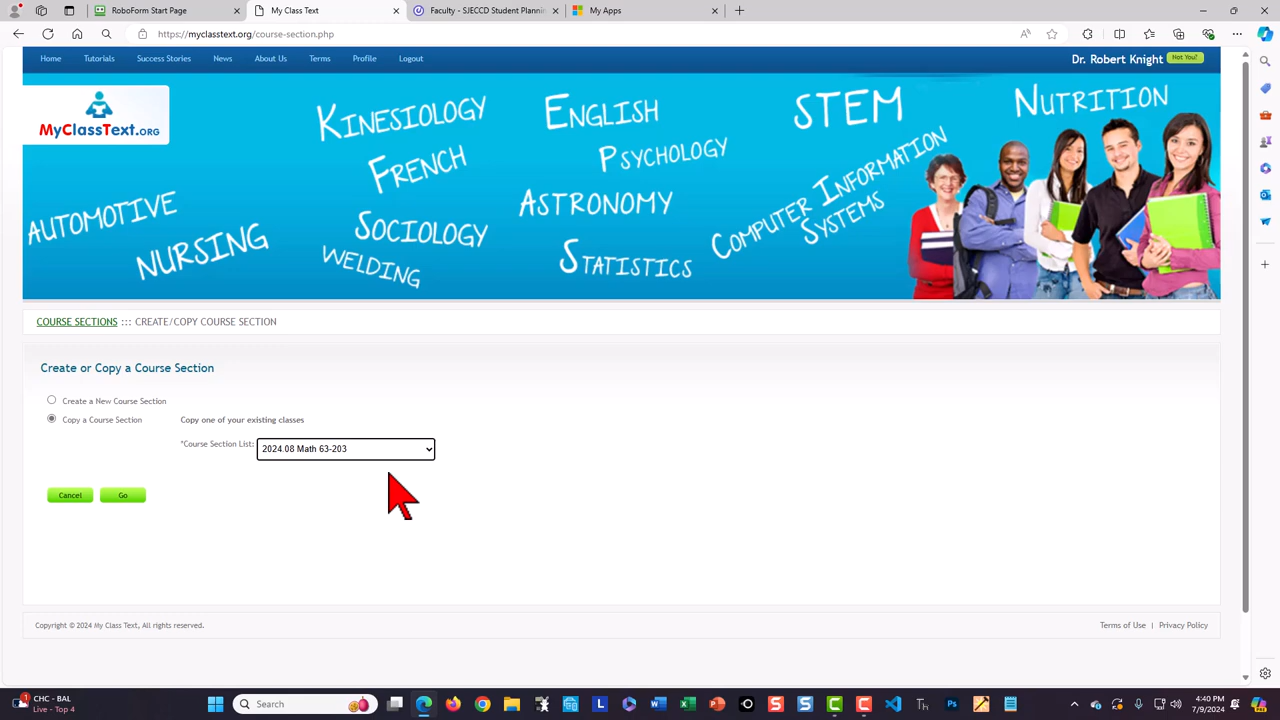 RoboForm Start Page
My Class Text
Faculty - SJECCD Student Plannin
My Apps
https://myclasstext.org/course-section.php
Home
Tutorials
Success Stories
News
About Us
Terms
Profile
Logout
Dr. Robert Knight
Not You?
MyClassText.org
Kinesiology
English
STEM
Nutrition
French
Psychology
Automotive
Nursing
Sociology
Welding
Astronomy
Statistics
Computer Information
Systems
COURSE SECTIONS ::: CREATE/COPY COURSE SECTION
Create or Copy a Course Section
Create a New Course Section
Copy a Course Section
Copy one of your existing classes
*Course Section List:
2024.08 Math 63-203
Cancel
Go
Copyright © 2024 My Class Text, All rights reserved.
Terms of Use | Privacy Policy
1
CHC - BAL
Live - Top 4
Search
4:40 PM
7/9/2024